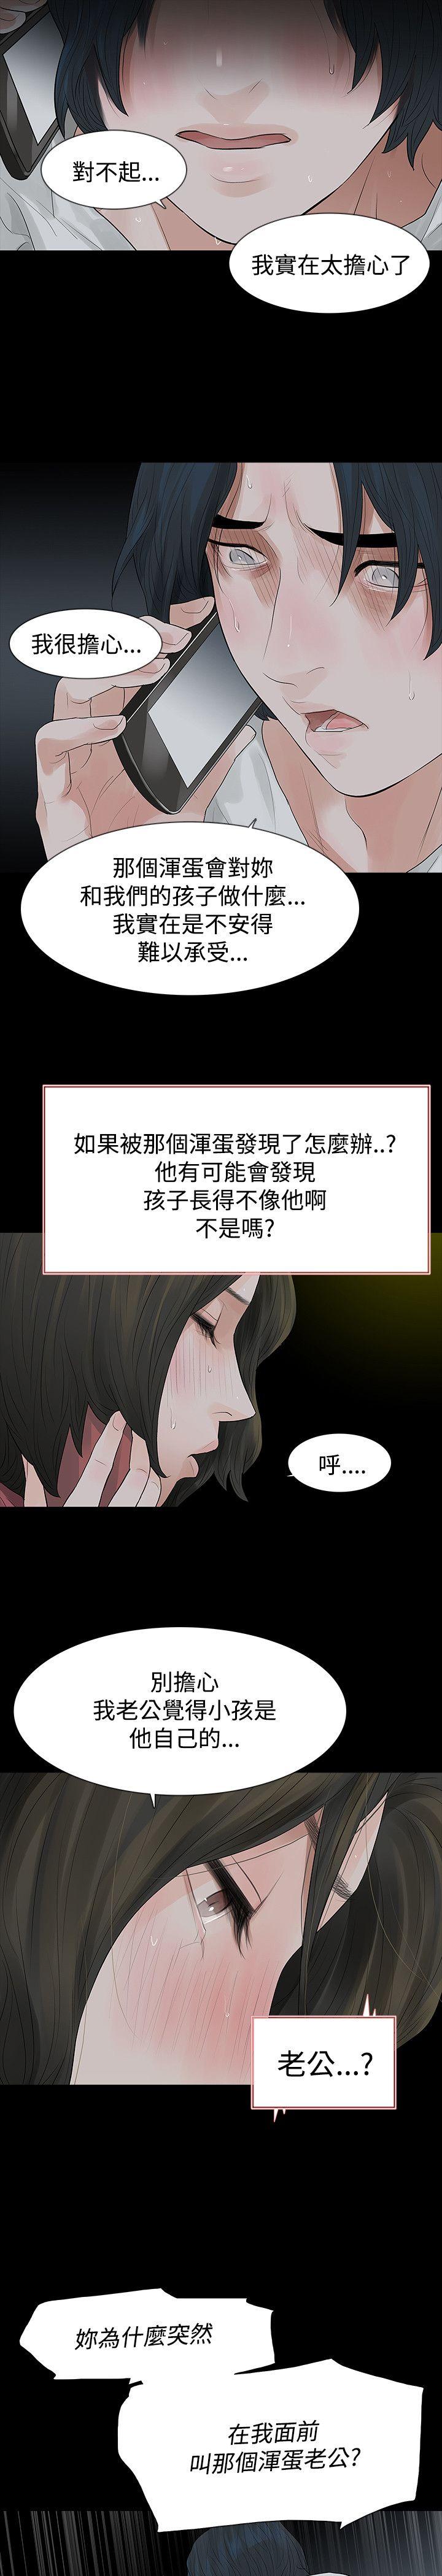 對不起...
我實在太擔心了
我很擔心...
那個渾蛋會對妳
和我們的孩子做什麼...
我實在是不安得
難以承受...
如果被那個渾蛋發現了怎麼辦..?
他有可能會發現
孩子長得不像他啊
不是嗎?
呼....
別擔心
我老公覺得小孩是
他自己的...
老公...?
妳為什麼突然
在我面前
叫那個渾蛋老公?